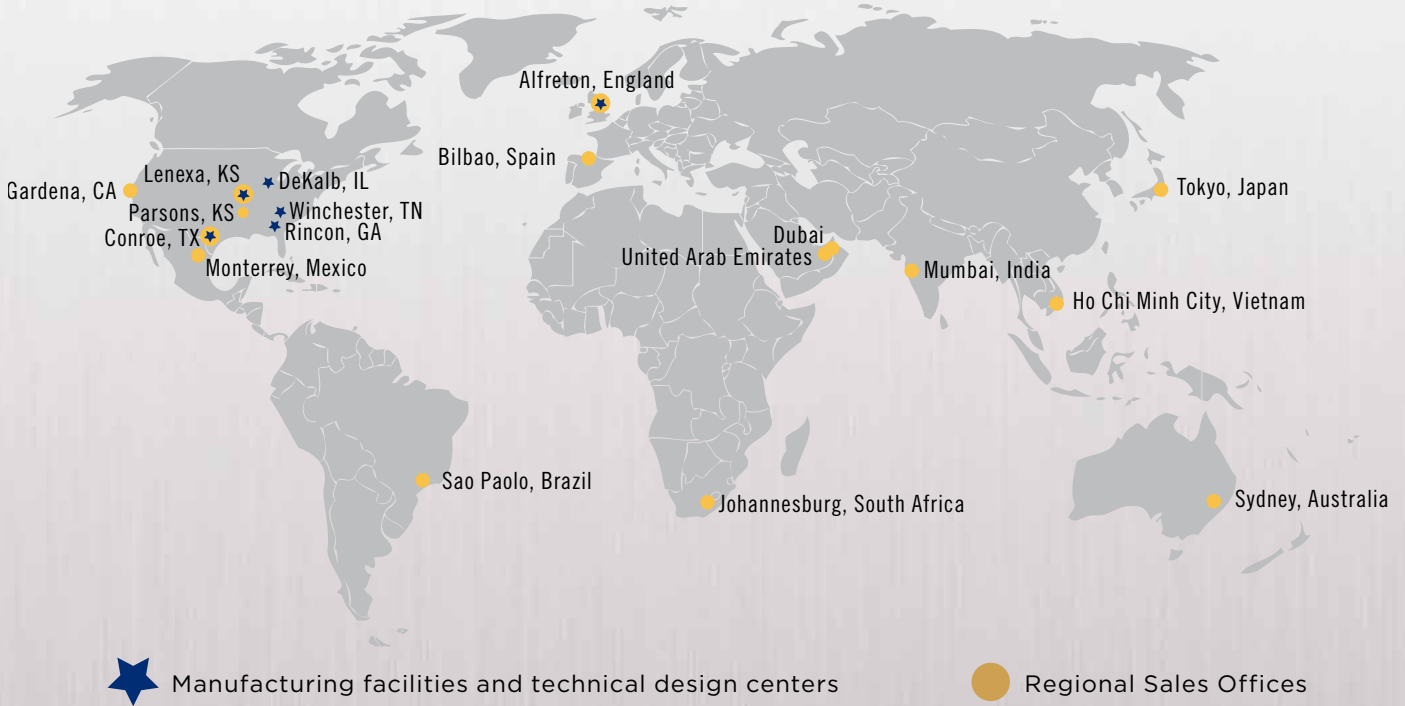 Alfreton, England
Bilbao, Spain
Lenexa, KS
DeKalb, IL
Gardena, CA
Parsons, KS
Winchester, TN
Conroe, TX
Rincon, GA
Monterrey, Mexico
Tokyo, Japan
Dubai
United Arab Emirates
Mumbai, India
Ho Chi Minh City, Vietnam
Sao Paolo, Brazil
Johannesburg, South Africa
Sydney, Australia
Manufacturing facilities and technical design centers
Regional Sales Offices